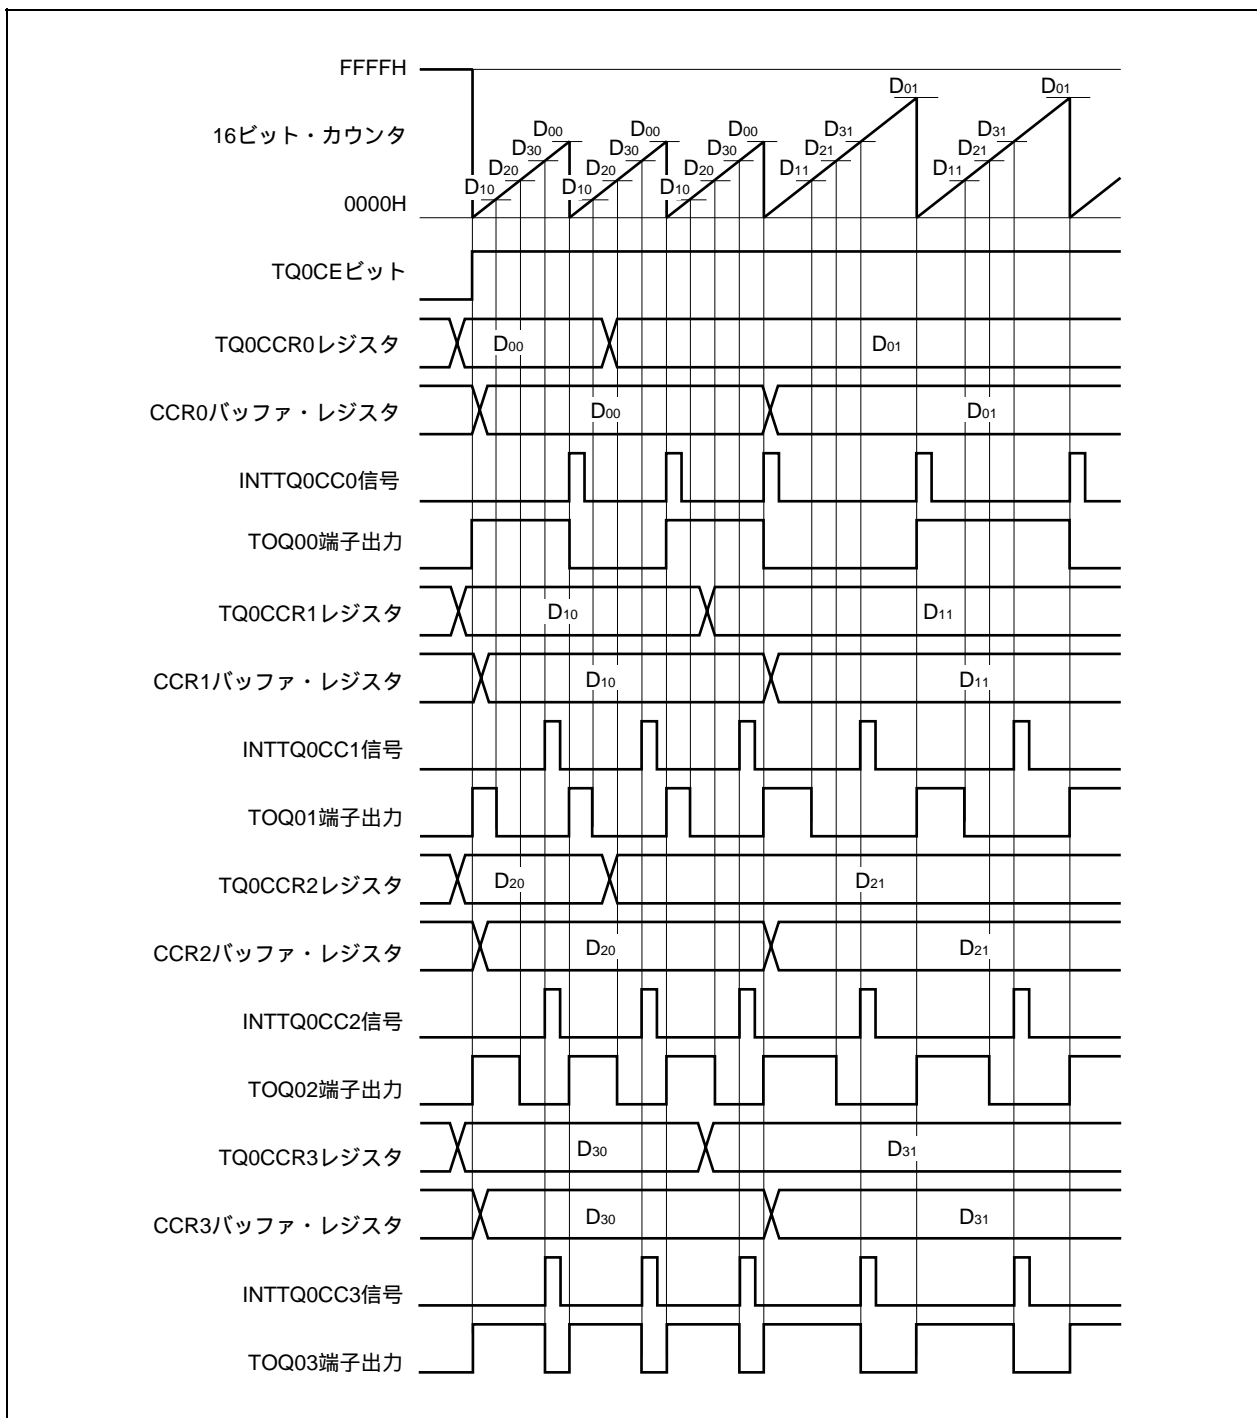 FFFFH
D01 D01
16ビット・カウンタ
D00 D00 D00 D31 D31
D30 D30 D30 D21 D21
D20 D20 D20 D11 D11
D10 D10 D10
0000H
TQ0CEビット
TQ0CCR0レジスタ D00 D01
CCR0バッファ・レジスタ D00 D01
INTTQ0CC0信号
TOQ00端子出力
TQ0CCR1レジスタ D10 D11
CCR1バッファ・レジスタ D10 D11
INTTQ0CC1信号
TOQ01端子出力
TQ0CCR2レジスタ D20 D21
CCR2バッファ・レジスタ D20 D21
INTTQ0CC2信号
TOQ02端子出力
TQ0CCR3レジスタ D30 D31
CCR3バッファ・レジスタ D30 D31
INTTQ0CC3信号
TOQ03端子出力